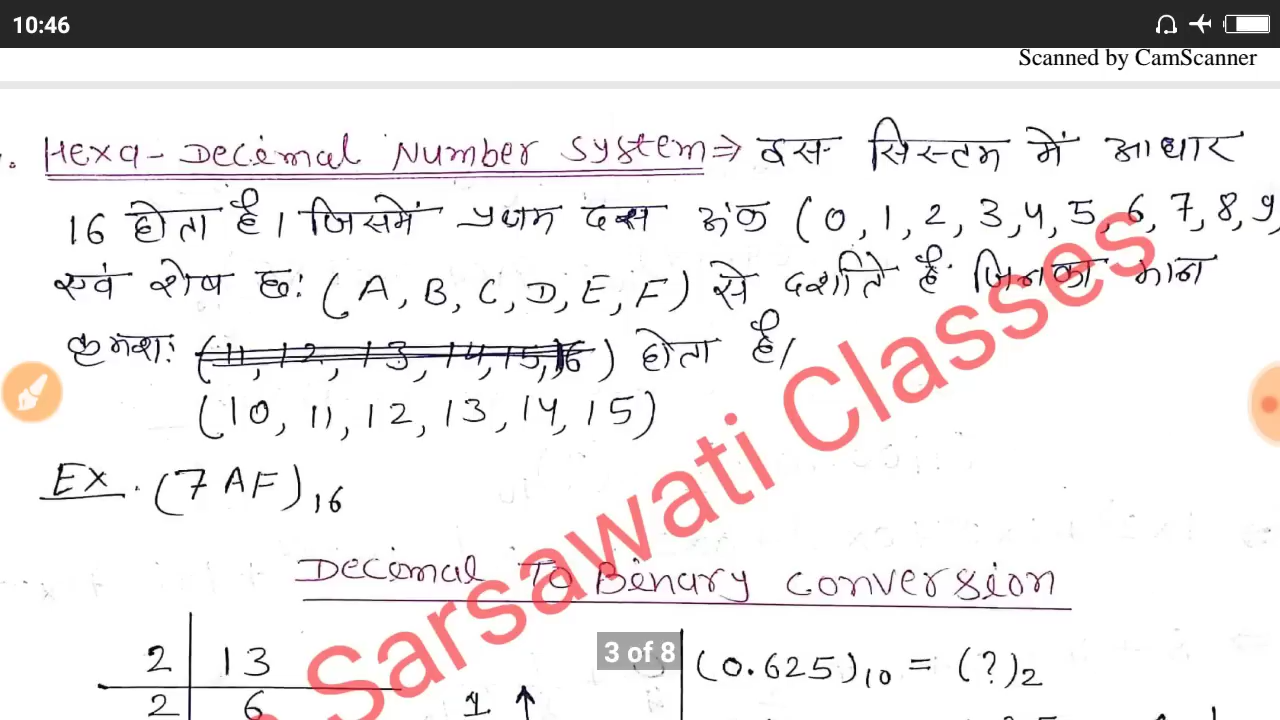 10:46
Scanned by CamScanner
Hexa-Decimal Number System ⇒ इस सिस्टम में आधार
16 होता है। जिसमें प्रथम दस अंक (0, 1, 2, 3, 4, 5, 6, 7, 8, 9,
एवं शेष छः (A, B, C, D, E, F) से दर्शाते हैं जिनका मान
क्रमशः (11, 12, 13, 14, 15, 16) होता है।
(10, 11, 12, 13, 14, 15)
Ex. (7AF)16
Decimal To Binary Conversion
2 13
2 6 1 ↑
(0.625)10 = (?)2
3 of 8
Sarsawati Classes